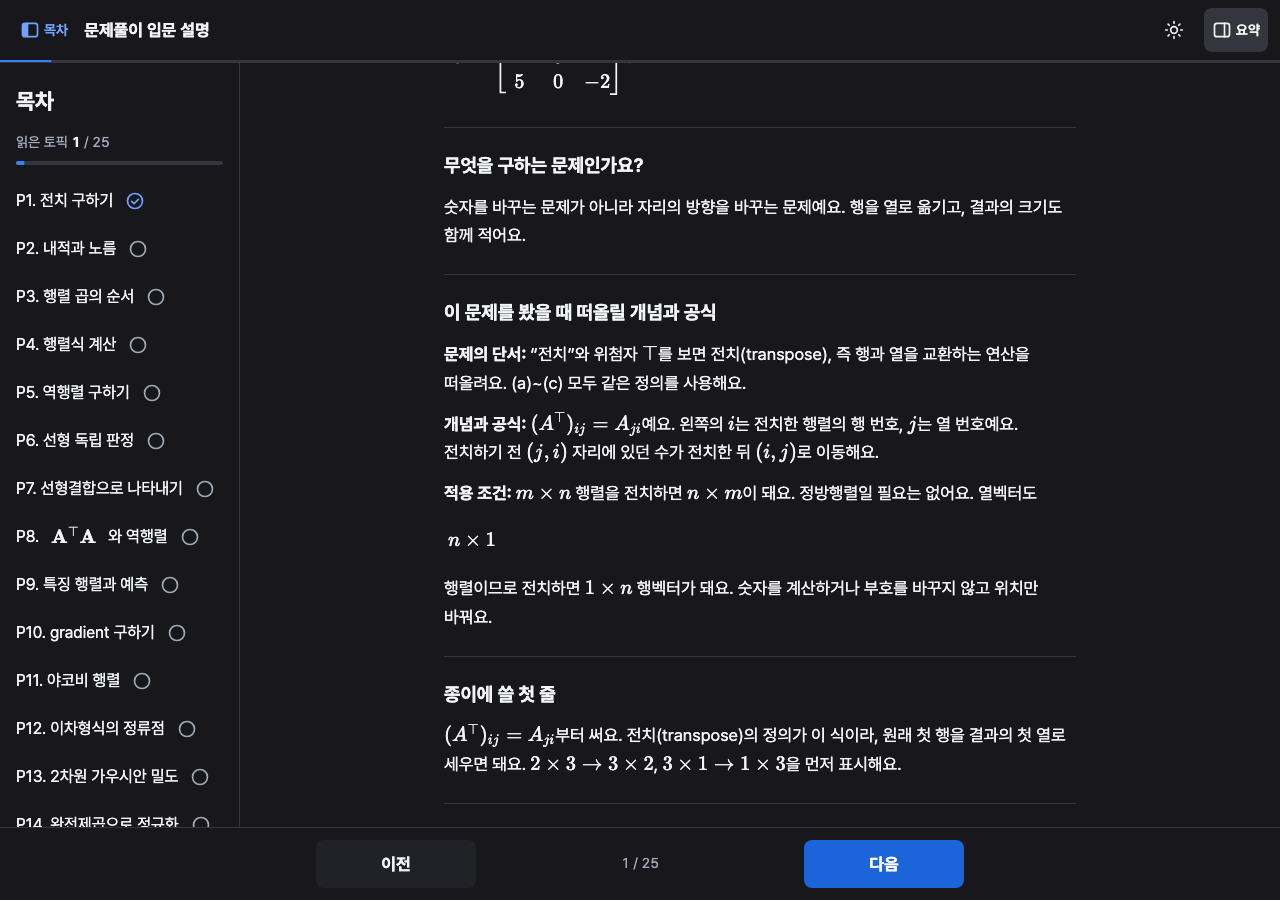 목차 문제풀이 입문 설명 요약
목차
읽은 토픽 1 / 25
P1. 전치 구하기
P2. 내적과 노름
P3. 행렬 곱의 순서
P4. 행렬식 계산
P5. 역행렬 구하기
P6. 선형 독립 판정
P7. 선형결합으로 나타내기
P8. A⊤A 와 역행렬
P9. 특징 행렬과 예측
P10. gradient 구하기
P11. 야코비 행렬
P12. 이차형식의 정류점
P13. 2차원 가우시안 밀도
P14. 완전제곱으로 정규화
5 0 −2
무엇을 구하는 문제인가요?
숫자를 바꾸는 문제가 아니라 자리의 방향을 바꾸는 문제예요. 행을 열로 옮기고, 결과의 크기도
함께 적어요.
이 문제를 봤을 때 떠올릴 개념과 공식
문제의 단서: “전치”와 위첨자 ⊤를 보면 전치(transpose), 즉 행과 열을 교환하는 연산을
떠올려요. (a)~(c) 모두 같은 정의를 사용해요.
개념과 공식: (A⊤)ij = Aji예요. 왼쪽의 i는 전치한 행렬의 행 번호, j는 열 번호예요.
전치하기 전 (j, i) 자리에 있던 수가 전치한 뒤 (i, j)로 이동해요.
적용 조건: m × n 행렬을 전치하면 n × m이 돼요. 정방행렬일 필요는 없어요. 열벡터도
n × 1
행렬이므로 전치하면 1 × n 행벡터가 돼요. 숫자를 계산하거나 부호를 바꾸지 않고 위치만
바꿔요.
종이에 쓸 첫 줄
(A⊤)ij = Aji부터 써요. 전치(transpose)의 정의가 이 식이라, 원래 첫 행을 결과의 첫 열로
세우면 돼요. 2 × 3 → 3 × 2, 3 × 1 → 1 × 3을 먼저 표시해요.
이전 1 / 25 다음